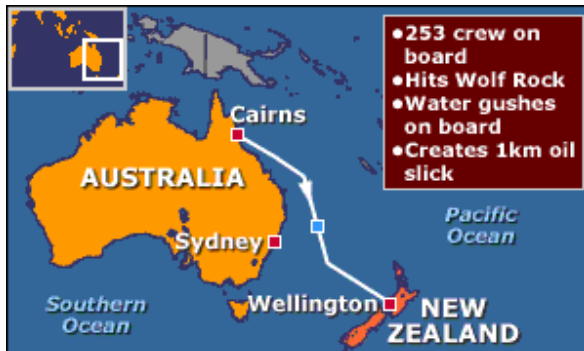 ●253 crew on
board
●Hits Wolf Rock
●Water gushes
on board
●Creates 1km oil
slick
Cairns
AUSTRALIA
Sydney
Pacific
Ocean
Southern
Ocean
Wellington
NEW
ZEALAND